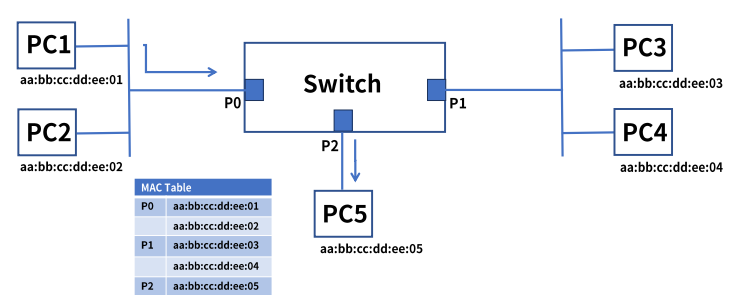 PC1
aa:bb:cc:dd:ee:01
PC2
aa:bb:cc:dd:ee:02
Switch
P0
P1
P2
PC3
aa:bb:cc:dd:ee:03
PC4
aa:bb:cc:dd:ee:04
PC5
aa:bb:cc:dd:ee:05
MAC Table
P0 aa:bb:cc:dd:ee:01
aa:bb:cc:dd:ee:02
P1 aa:bb:cc:dd:ee:03
aa:bb:cc:dd:ee:04
P2 aa:bb:cc:dd:ee:05